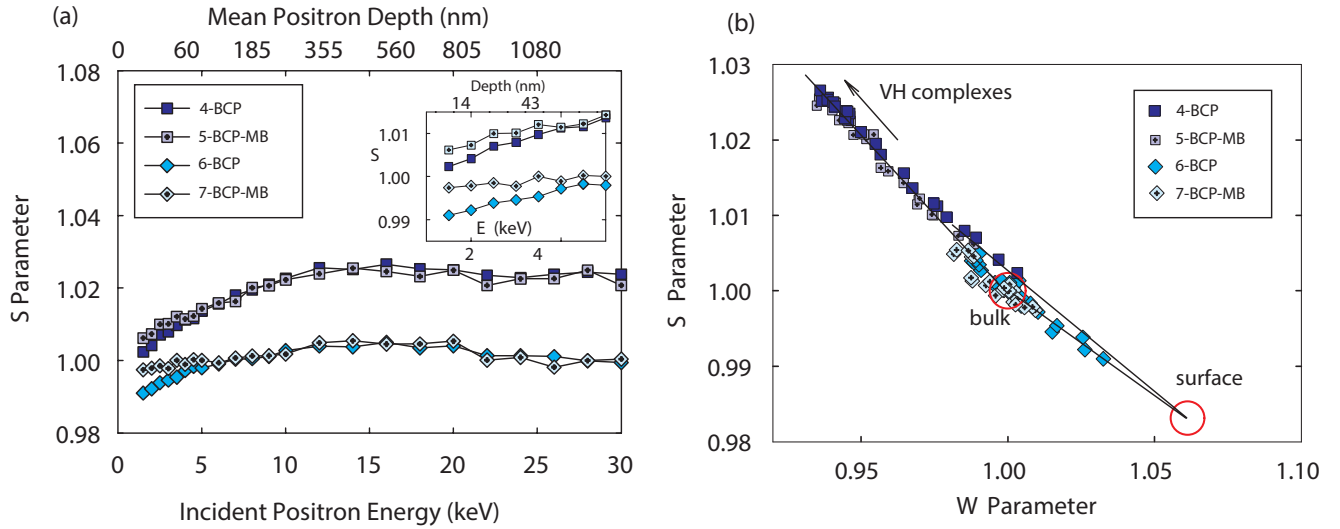 (a)
Mean Positron Depth (nm)
0 60 185 355 560 805 1080
1.08
1.06
1.04
1.02
1.00
0.98
S Parameter
4-BCP
5-BCP-MB
6-BCP
7-BCP-MB
Depth (nm)
14 43
1.01
S
1.00
0.99
E (keV)
2 4
0 5 10 15 20 25 30
Incident Positron Energy (keV)
(b)
1.03
1.02
1.01
1.00
0.99
0.98
S Parameter
VH complexes
4-BCP
5-BCP-MB
6-BCP
7-BCP-MB
bulk
surface
0.95 1.00 1.05 1.10
W Parameter